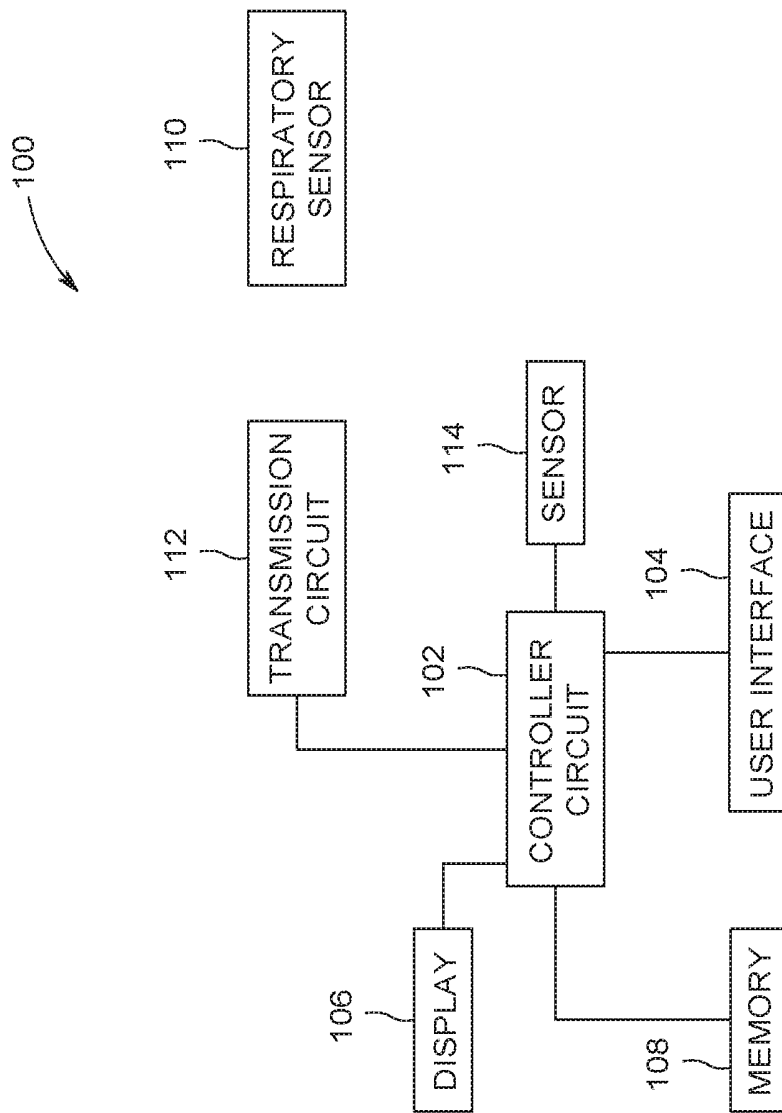 100
110
RESPIRATORY
SENSOR
112
TRANSMISSION
CIRCUIT
114
SENSOR
102
CONTROLLER
CIRCUIT
104
USER INTERFACE
106
DISPLAY
108
MEMORY